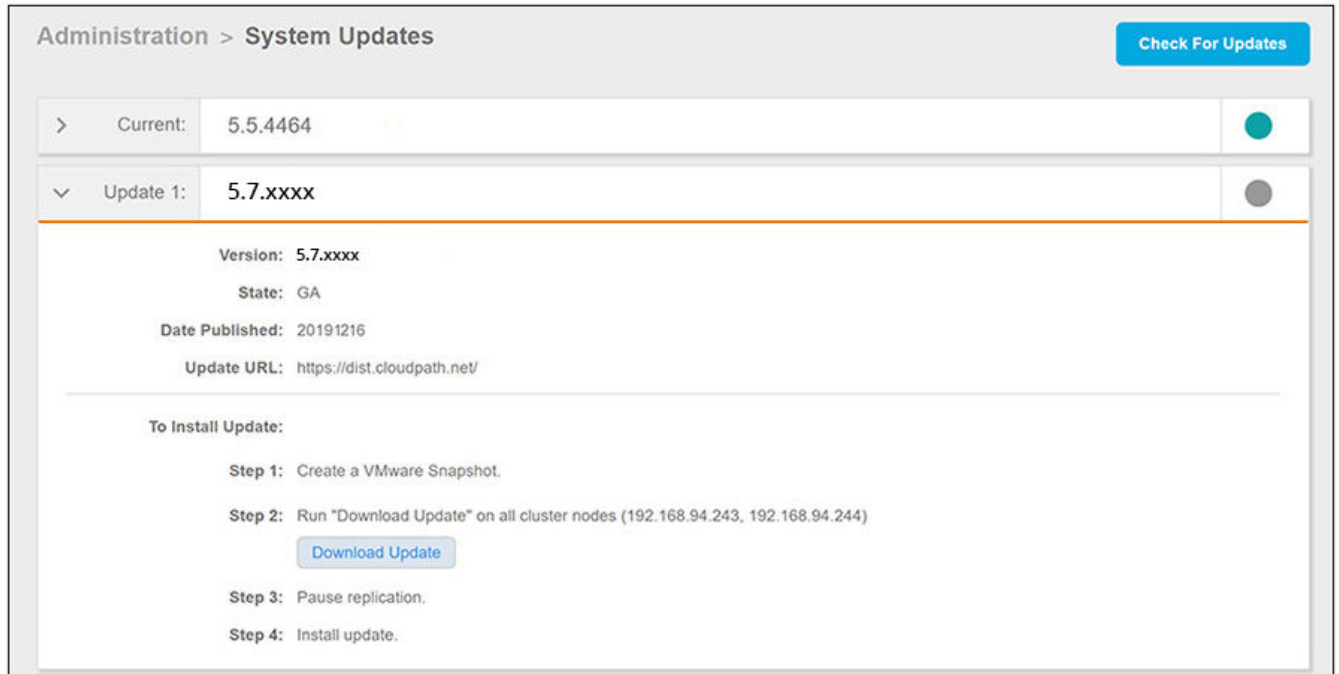 Administration > System Updates
Check For Updates
Current: 5.5.4464
Update 1: 5.7.xxxx
Version: 5.7.xxxx
State: GA
Date Published: 20191216
Update URL: https://dist.cloudpath.net/
To Install Update:
Step 1: Create a VMware Snapshot.
Step 2: Run "Download Update" on all cluster nodes (192.168.94.243, 192.168.94.244)
Download Update
Step 3: Pause replication.
Step 4: Install update.